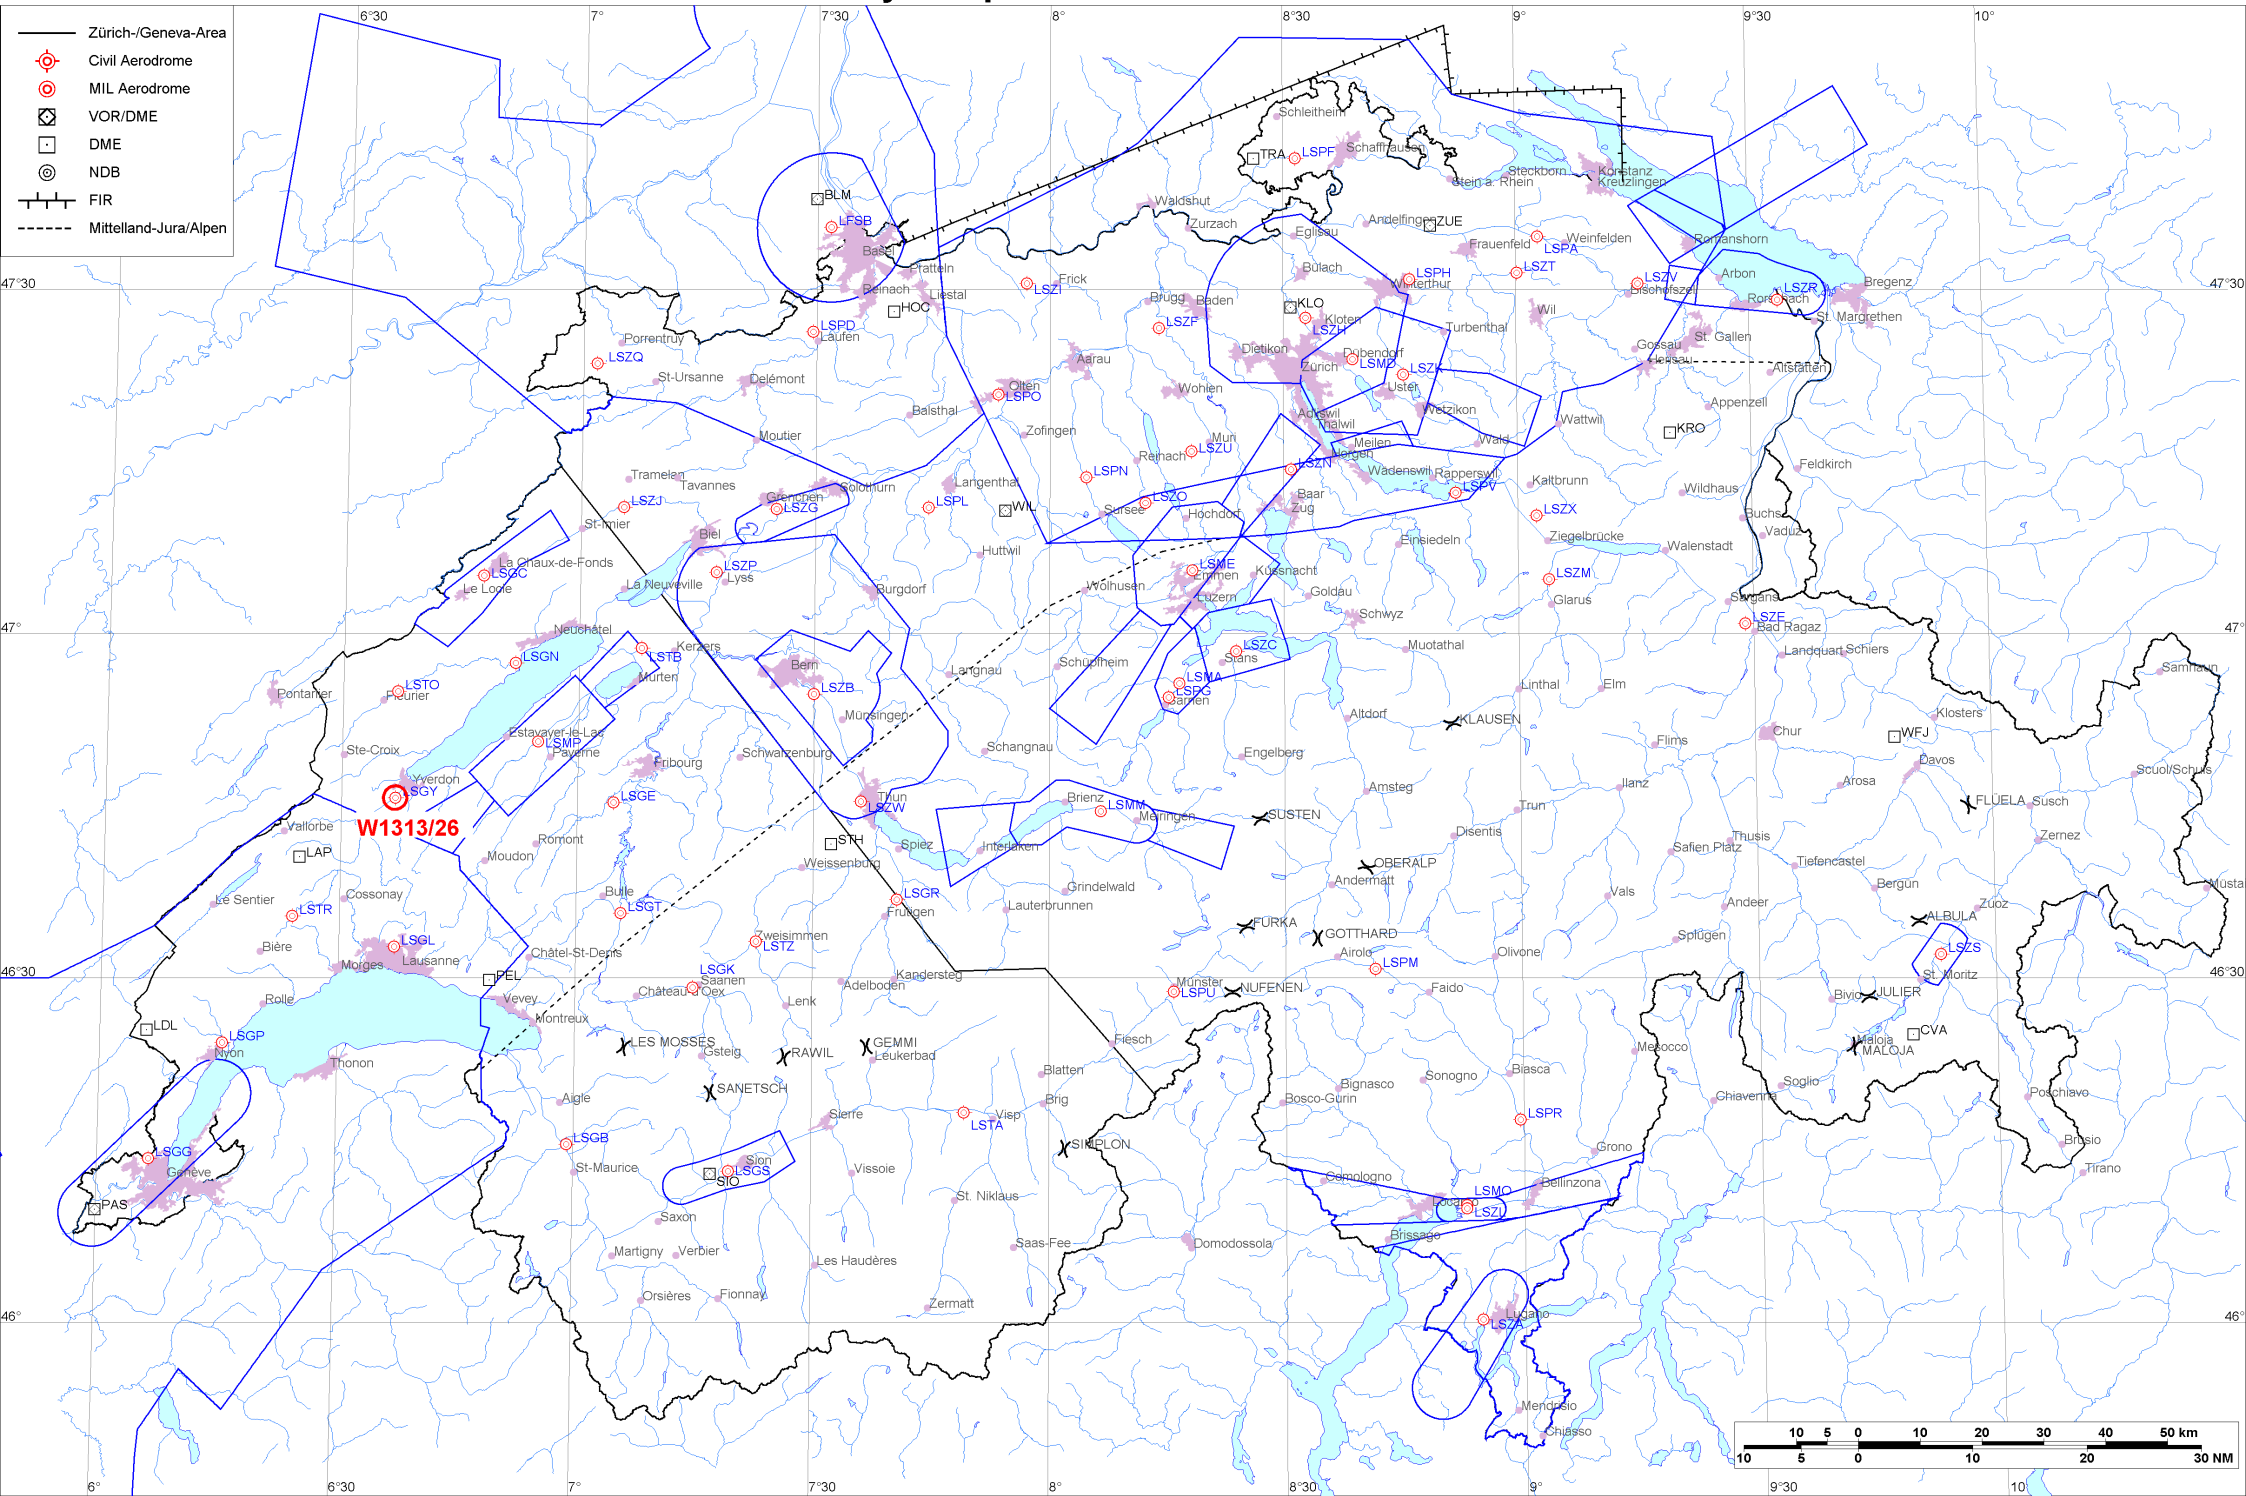 6°30
7°
7°30
8°
8°30
9°
9°30
10°
Zürich-/Geneva-Area
Civil Aerodrome
MIL Aerodrome
VOR/DME
DME
NDB
FIR
Mittelland-Jura/Alpen
Schleitheim
TRA
LSPF
Schaffhausen
Steckborn
Stein a. Rhein
Konstanz
Kreuzlingen
BLM
LFSB
Basel
Waldshut
Zurzach
Eglisau
Andelfingen
ZUE
Frauenfeld
LSPA
Weinfelden
Romanshorn
Pratteln
Reinach
Liestal
HOC
LSZI
Frick
Bülach
LSPH
Winterthur
LSZT
LSZV
Bischofszell
Arbon
LSZR
Rorschach
Bregenz
St. Margrethen
47°30
47°30
LSPD
Laufen
Brugg
Baden
LSZF
KLO
Kloten
LSZH
Turbenthal
Wil
St. Gallen
Gossau
Herisau
Altstätten
Porrentruy
LSZQ
St-Ursanne
Delémont
Aarau
Olten
LSPO
Balsthal
Dietikon
Zürich
Dübendorf
LSMD
LSZK
Uster
Wetzikon
Wohlen
Adliswil
Thalwil
Appenzell
Wattwil
KRO
Moutier
Zofingen
Muri
LSZU
Reinach
Meilen
Horgen
Wald
Tramelan
Tavannes
LSPN
LSZN
Wädenswil
Rapperswil
LSPV
Kaltbrunn
Wildhaus
Feldkirch
Grenchen
Solothurn
LSZG
LSZJ
St-Imier
Langenthal
LSPL
WIL
Sursee
LSZO
Hochdorf
Baar
Zug
LSZX
Buchs
Vaduz
Biel
Huttwil
Einsiedeln
Ziegelbrücke
Walenstadt
La Chaux-de-Fonds
LSGC
Le Locle
La Neuveville
LSZP
Lyss
Burgdorf
Wolhusen
LSME
Emmen
Küssnacht
Luzern
Goldau
Schwyz
LSZM
Glarus
Sargans
LSZE
Bad Ragaz
47°
47°
Neuchâtel
LSGN
LSTB
Kerzers
Murten
Bern
LSZB
Langnau
Schüpfheim
LSZC
Stans
LSMA
LSPG
Sarnen
Muotathal
Landquart
Schiers
Samnaun
Pontarlier
LSTO
Fleurier
Münsingen
Altdorf
KLAUSEN
Linthal
Elm
Klosters
WFJ
Chur
Flims
Ste-Croix
Estavayer-le-Lac
LSMP
Payerne
Fribourg
Schwarzenburg
Schangnau
Engelberg
Davos
Scuol/Schuls
Yverdon
LSGY
W1313/26
LSGE
Thun
LSZW
Brienz
LSMM
Meiringen
Amsteg
SUSTEN
Trun
Ilanz
Arosa
FLÜELA
Susch
Zernez
Vallorbe
LAP
Romont
Moudon
STH
Spiez
Weissenburg
Interlaken
Disentis
Safien Platz
Thusis
Tiefencastel
OBERALP
Andermatt
Grindelwald
Lauterbrunnen
Vals
Andeer
Bergün
Zuoz
ALBULA
Müstair
Le Sentier
Cossonay
LSTR
Bulle
LSGT
LSGR
Frutigen
FURKA
GOTTHARD
Splügen
Bière
LSGL
Lausanne
Morges
Châtel-St-Denis
Zweisimmen
LSTZ
Airolo
LSPM
Olivone
LSZS
St. Moritz
46°30
46°30
PEL
Vevey
Rolle
Montreux
LSGK
Saanen
Château-d'Oex
Lenk
Adelboden
Kandersteg
Münster
LSPU
NUFENEN
Faido
Bivio
JULIER
Maloja
MALOJA
CVA
LDL
LSGP
Nyon
Thonon
LES MOSSES
Gsteig
RAWIL
GEMMI
Leukerbad
Fiesch
Mesocco
SANETSCH
Blatten
Brig
Bignasco
Sonogno
Biasca
Bosco-Gurin
Soglio
Chiavenna
Poschiavo
Aigle
Sierre
Visp
LSTA
SIMPLON
LSPR
Grono
Brusio
Tirano
LSGG
Genève
LSGB
St-Maurice
Sion
LSGS
SIO
Vissoie
St. Niklaus
Comologno
LSMO
Locarno
LSZL
Bellinzona
PAS
Saxon
Martigny
Verbier
Les Haudères
Saas-Fee
Domodossola
Brissago
Orsières
Fionnay
Zermatt
46°
46°
Lugano
LSZA
Mendrisio
Chiasso
10 5 0 10 20 30 40 50 km
10 5 0 10 20 30 NM
6°
6°30
7°
7°30
8°
8°30
9°
9°30
10°